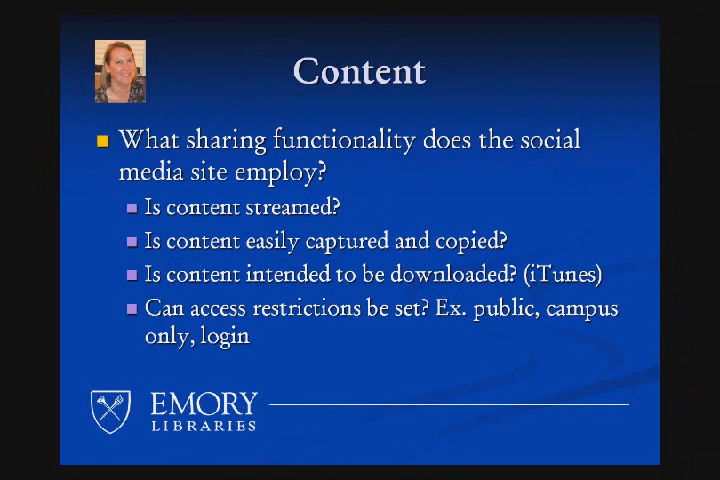 Content
What sharing functionality does the social
media site employ?
Is content streamed?
Is content easily captured and copied?
Is content intended to be downloaded? (iTunes)
Can access restrictions be set? Ex. public, campus
only, login
EMORY
LIBRARIES